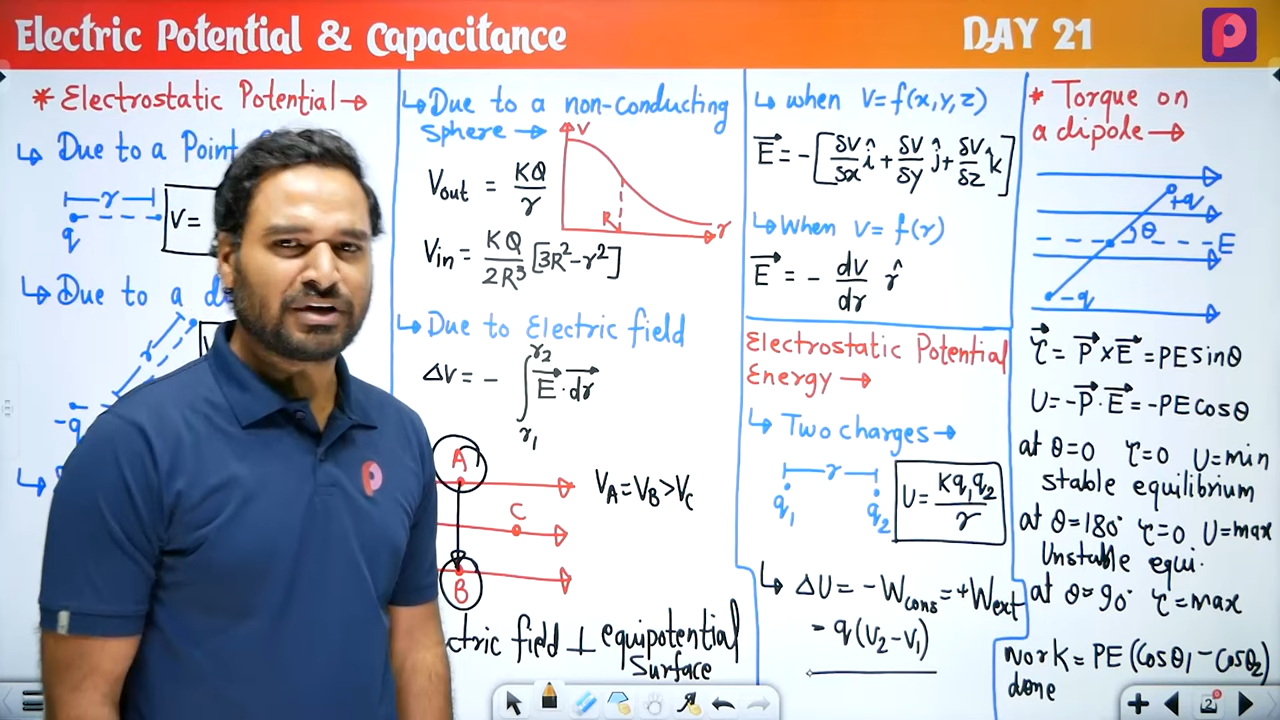 Electric Potential & Capacitance
DAY 21
* Electrostatic Potential →
↳ Due to a Point
r
q
V =
↳ Due to a d
r
-q
↳ Due to a non-conducting
sphere →
V
Vout = KQ/r
R
r
Vin = KQ/2R³ [3R²-r²]
↳ Due to Electric field
ΔV = - ∫_{r₁}^{r₂} E⃗·dr⃗
A
C
B
VA = VB > VC
ctric field ⊥ equipotential
Surface
↳ when V=f(x,y,z)
E⃗ = -[δV/δx î + δV/δy ĵ + δV/δz k̂]
↳ When V= f(r)
E⃗ = - dv/dr r̂
Electrostatic Potential
Energy →
↳ Two charges →
r
q₁
q₂
U = Kq₁q₂/r
↳ ΔU = -Wcons = +Wext
= q(V₂-V₁)
* Torque on
a dipole →
+q
θ
E
-q
τ⃗ = P⃗×E⃗ = PEsinθ
U = -P⃗·E⃗ = -PEcosθ
at θ=0 τ=0 U=min
stable equilibrium
at θ=180° τ=0 U=max
Unstable equi.
at θ=90° τ=max
work = PE (cosθ₁ - cosθ₂)
done
2